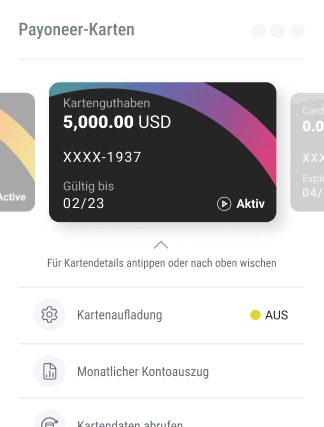 Payoneer-Karten
Kartenguthaben
5,000.00 USD
XXXX-1937
Gültig bis
02/23
Aktiv
Active
Card
0.0
XXX
Expi
04/
Für Kartendetails antippen oder nach oben wischen
Kartenaufladung
AUS
Monatlicher Kontoauszug
Kartendaten abrufen